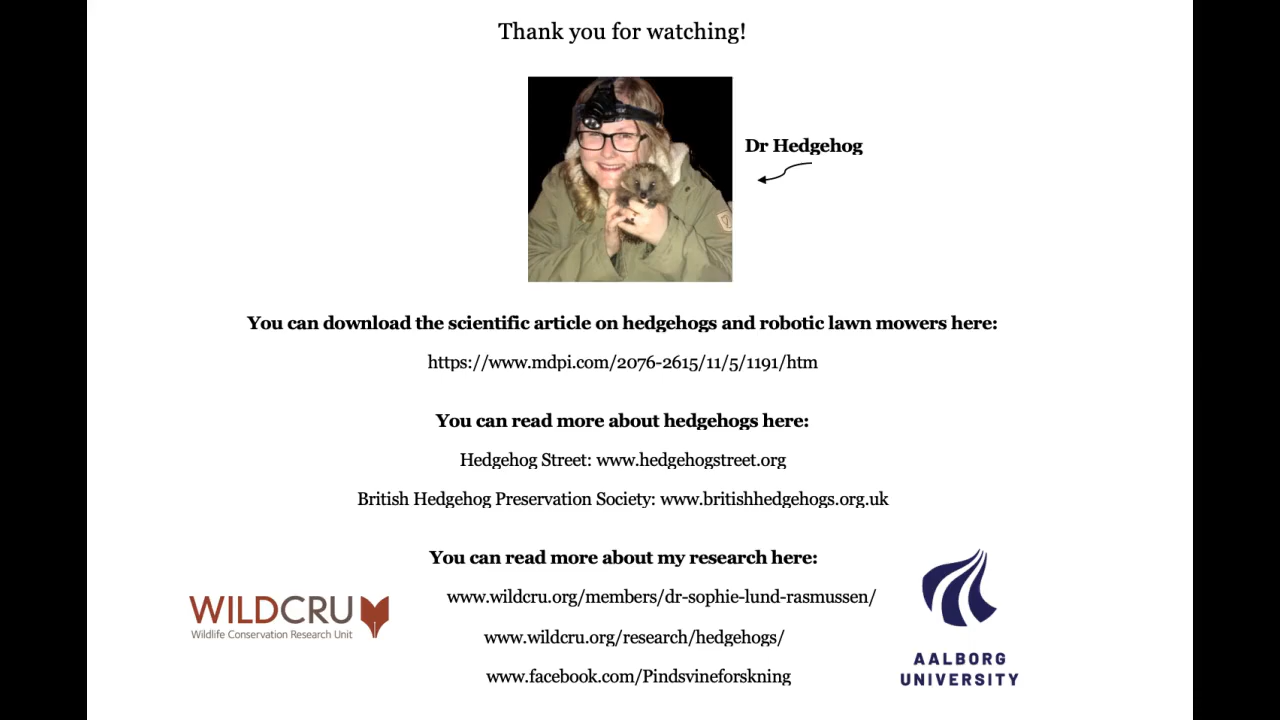 Thank you for watching!
Dr Hedgehog
You can download the scientific article on hedgehogs and robotic lawn mowers here:
https://www.mdpi.com/2076-2615/11/5/1191/htm
You can read more about hedgehogs here:
Hedgehog Street: www.hedgehogstreet.org
British Hedgehog Preservation Society: www.britishhedgehogs.org.uk
You can read more about my research here:
www.wildcru.org/members/dr-sophie-lund-rasmussen/
www.wildcru.org/research/hedgehogs/
www.facebook.com/Pindsvineforskning
WILDCRU
Wildlife Conservation Research Unit
AALBORG
UNIVERSITY